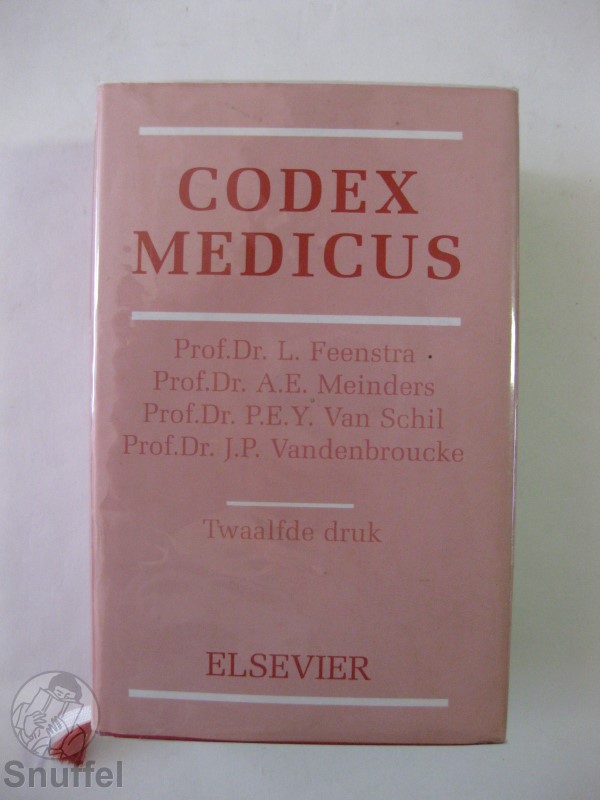 CODEX
MEDICUS
Prof.Dr. L. Feenstra
Prof.Dr. A.E. Meinders
Prof.Dr. P.E.Y. Van Schil
Prof.Dr. J.P. Vandenbroucke
Twaalfde druk
ELSEVIER
Snuffel